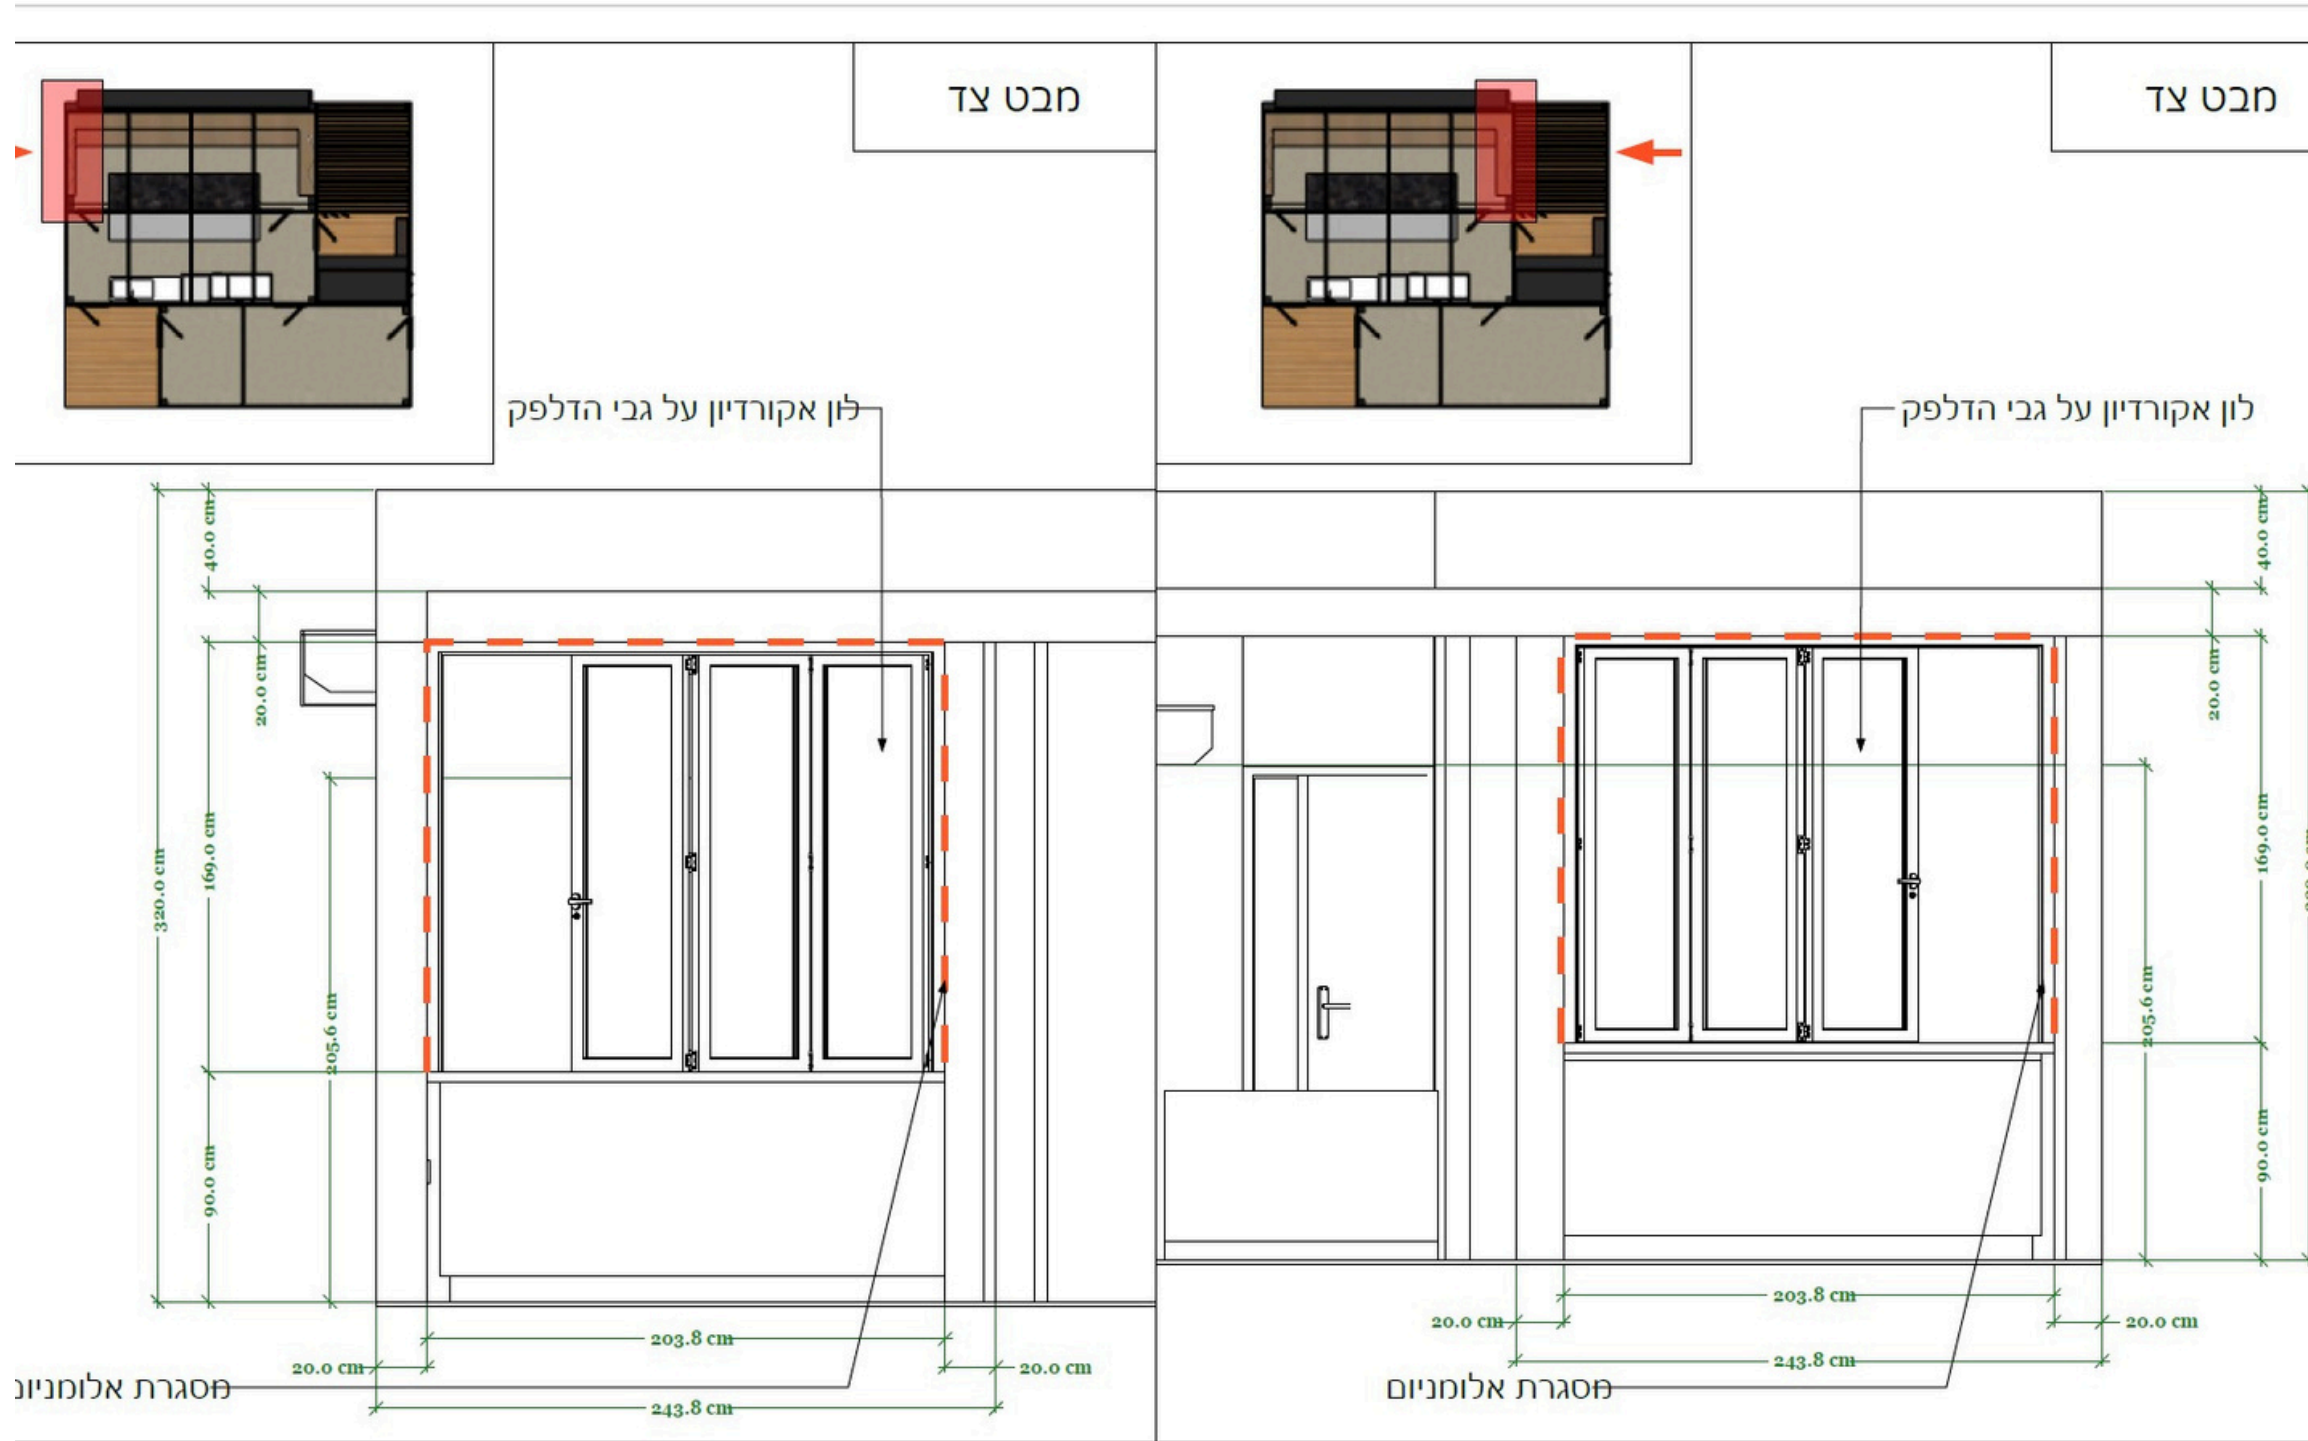 מבט צד
לון אקורדיון על גבי הדלפק
40.0 cm
20.0 cm
320.0 cm
169.0 cm
205.6 cm
90.0 cm
203.8 cm
20.0 cm
20.0 cm
243.8 cm
מסגרת אלומניום
מבט צד
לון אקורדיון על גבי הדלפק
40.0 cm
20.0 cm
169.0 cm
205.6 cm
90.0 cm
203.8 cm
20.0 cm
20.0 cm
243.8 cm
מסגרת אלומניום